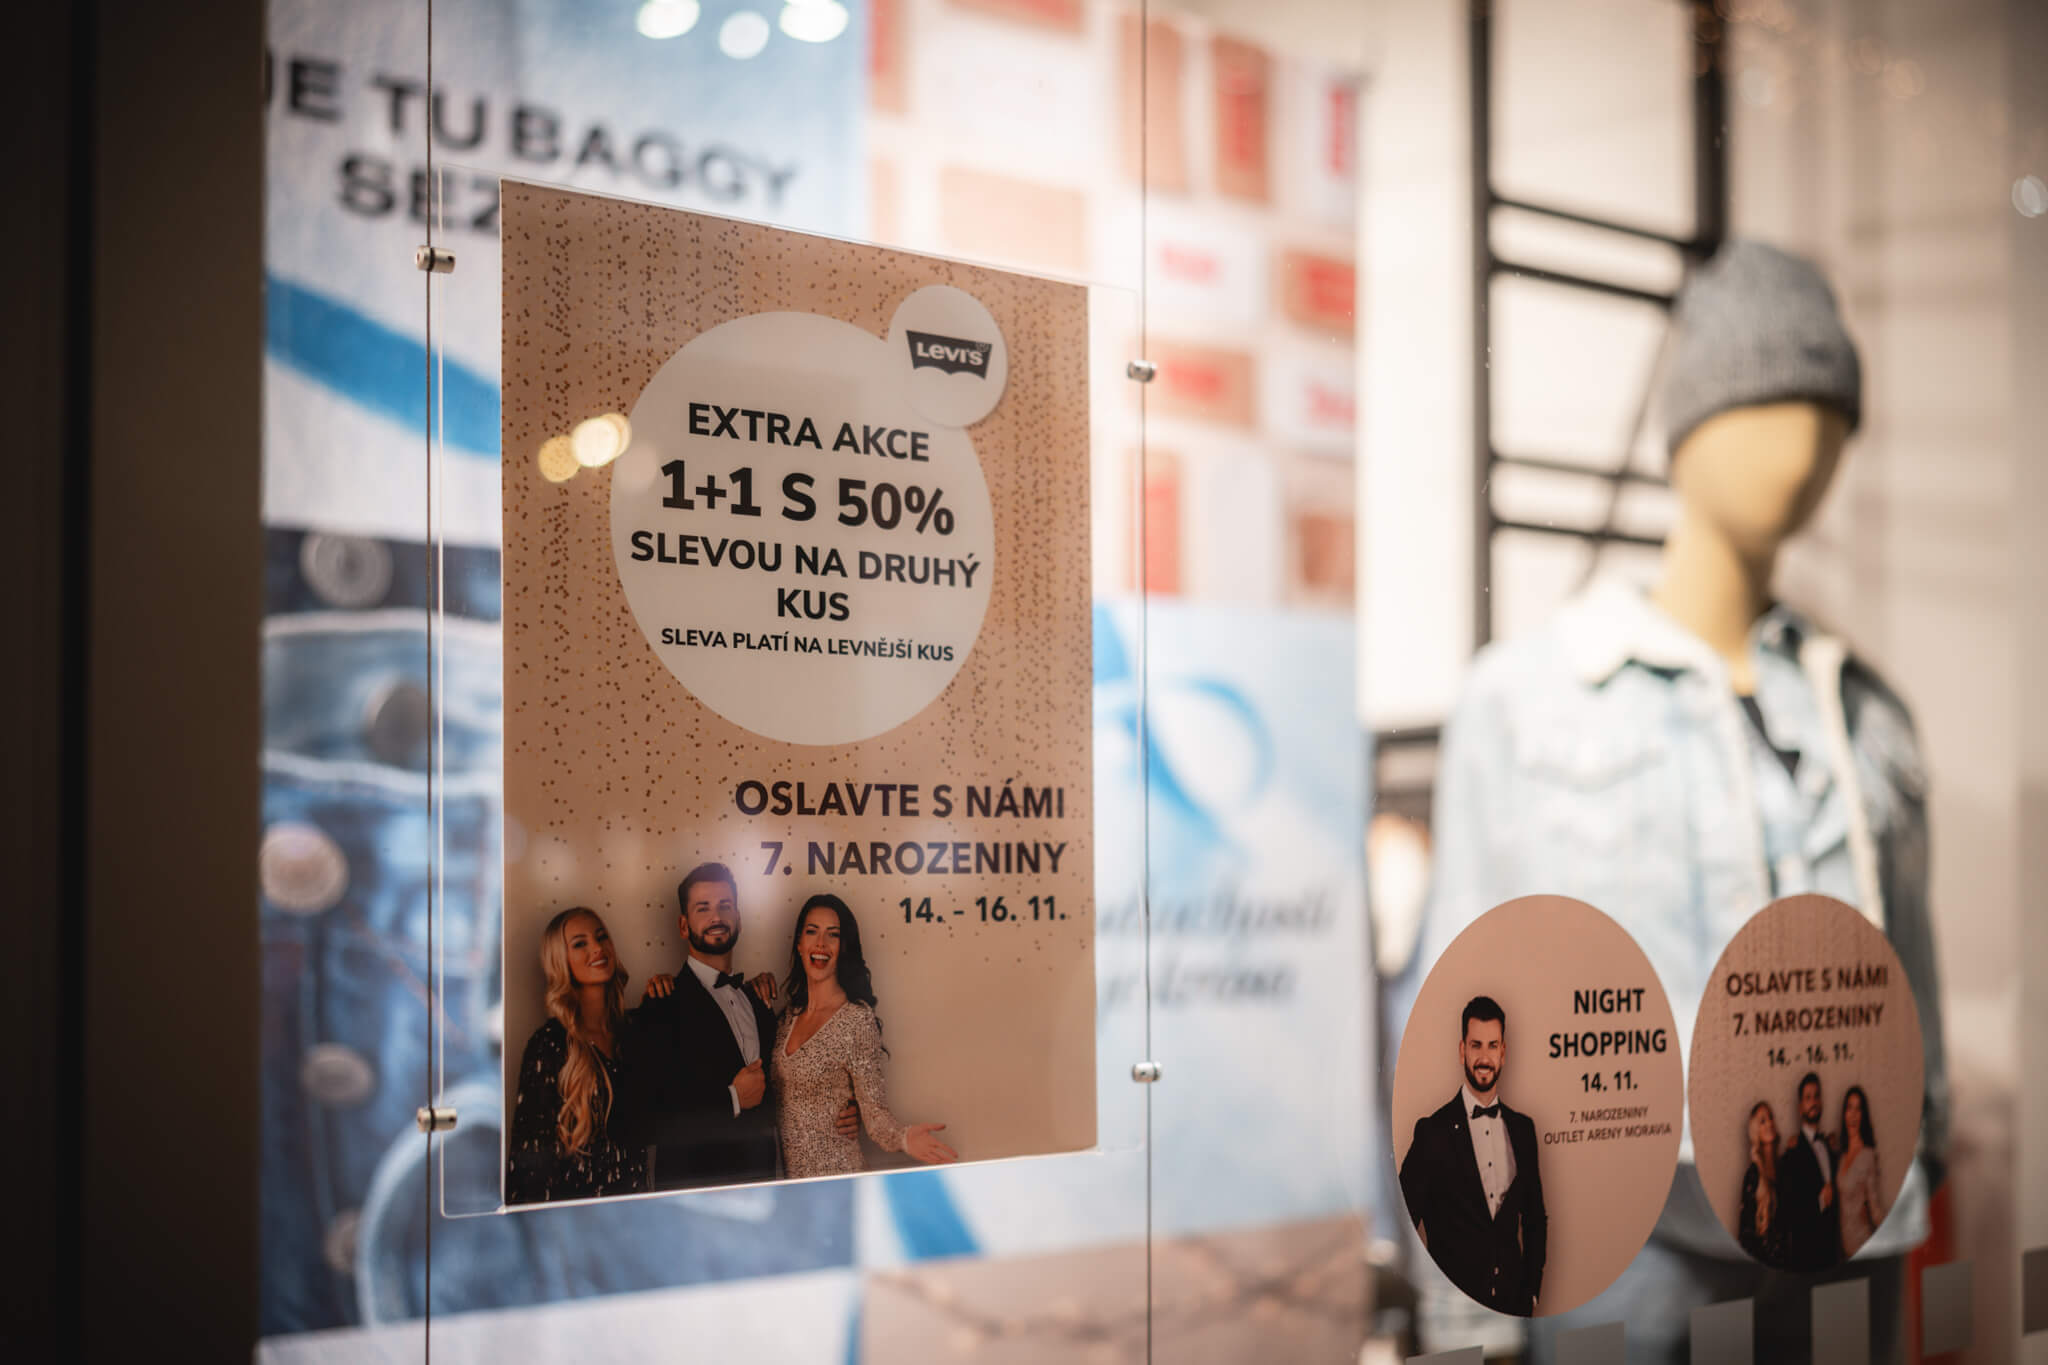 JE TU BAGGY
LEVI'S
EXTRA AKCE
1+1 S 50%
SLEVOU NA DRUHÝ
KUS
SLEVA PLATÍ NA LEVNĚJŠÍ KUS
OSLAVTE S NÁMI
7. NAROZENINY
14. - 16. 11.
NIGHT
SHOPPING
14. 11.
7. NAROZENINY
OUTLET ARENY MORAVIA
OSLAVTE S NÁMI
7. NAROZENINY
14. - 16. 11.